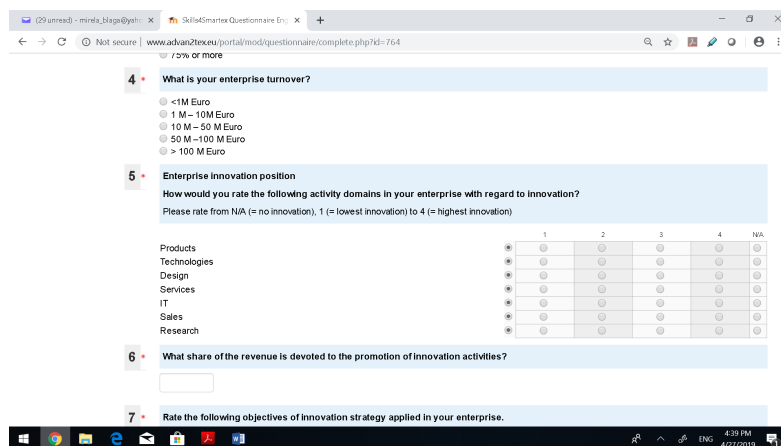 (29 unread) - mirela_blaga@yaho
Skills4Smartex Questionnaire Eng
Not secure | www.advan2tex.eu/portal/mod/questionnaire/complete.php?id=764
75% or more
4 * What is your enterprise turnover?
<1M Euro
1 M – 10M Euro
10 M – 50 M Euro
50 M –100 M Euro
> 100 M Euro
5 * Enterprise innovation position
How would you rate the following activity domains in your enterprise with regard to innovation?
Please rate from N/A (= no innovation), 1 (= lowest innovation) to 4 (= highest innovation)
1 2 3 4 N/A
Products
Technologies
Design
Services
IT
Sales
Research
6 * What share of the revenue is devoted to the promotion of innovation activities?
7 * Rate the following objectives of innovation strategy applied in your enterprise.
ENG
4:39 PM
4/27/2019